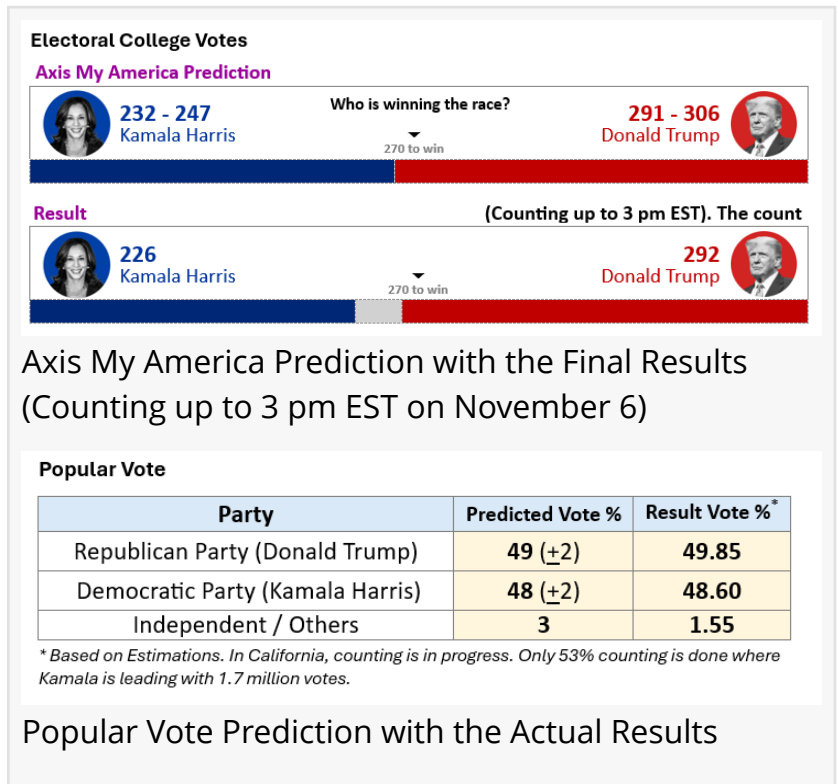 Electoral College Votes
Axis My America Prediction
232 - 247
Kamala Harris
Who is winning the race?
270 to win
291 - 306
Donald Trump
Result
(Counting up to 3 pm EST). The count
226
Kamala Harris
270 to win
292
Donald Trump
Axis My America Prediction with the Final Results
(Counting up to 3 pm EST on November 6)
Popular Vote
Party Predicted Vote % Result Vote %*
Republican Party (Donald Trump) 49 (±2) 49.85
Democratic Party (Kamala Harris) 48 (±2) 48.60
Independent / Others 3 1.55
* Based on Estimations. In California, counting is in progress. Only 53% counting is done where
Kamala is leading with 1.7 million votes.
Popular Vote Prediction with the Actual Results